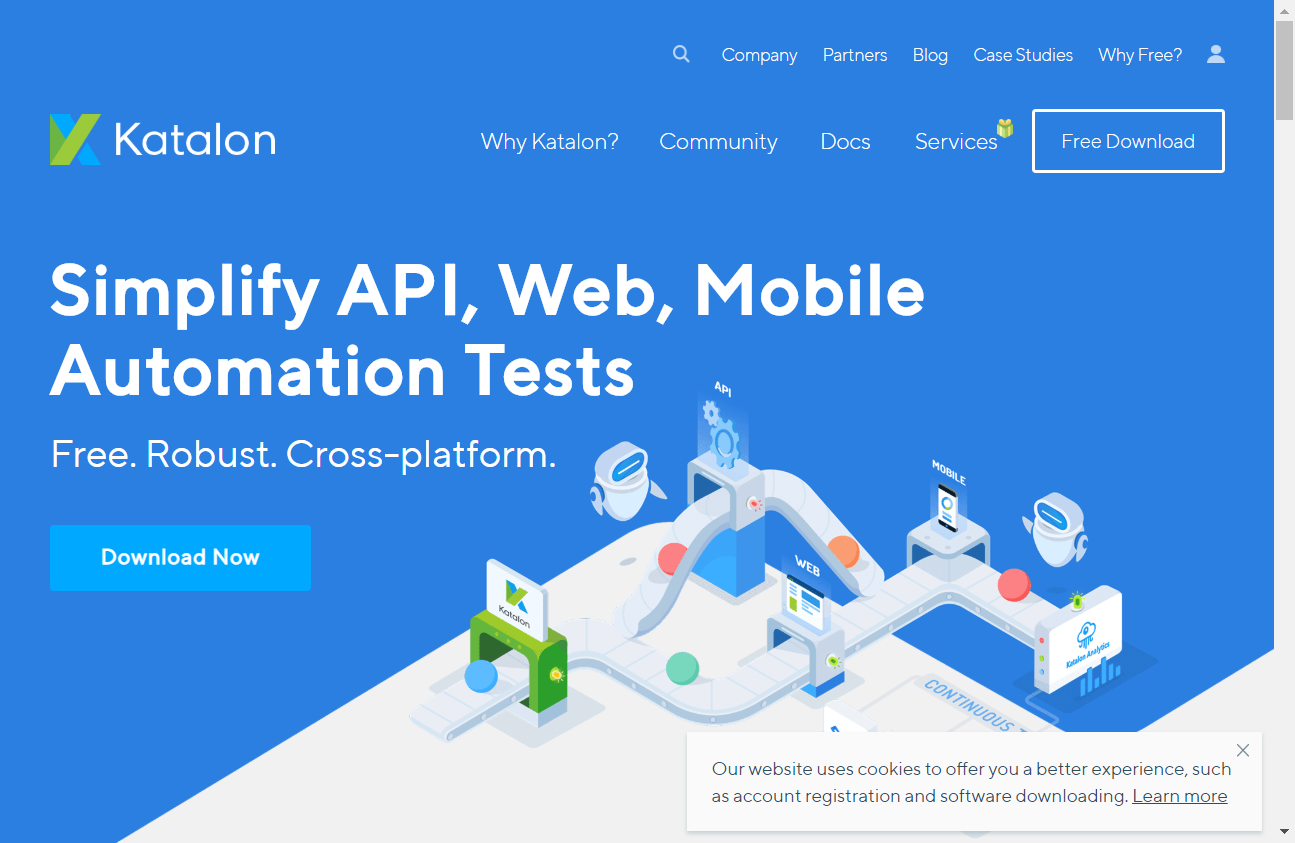 Company Partners Blog Case Studies Why Free?
Katalon
Why Katalon? Community Docs Services Free Download
Simplify API, Web, Mobile
Automation Tests
Free. Robust. Cross-platform.
Download Now
API
MOBILE
WEB
Katalon
Katalon Analytics
CONTINUOUS
Our website uses cookies to offer you a better experience, such
as account registration and software downloading. Learn more